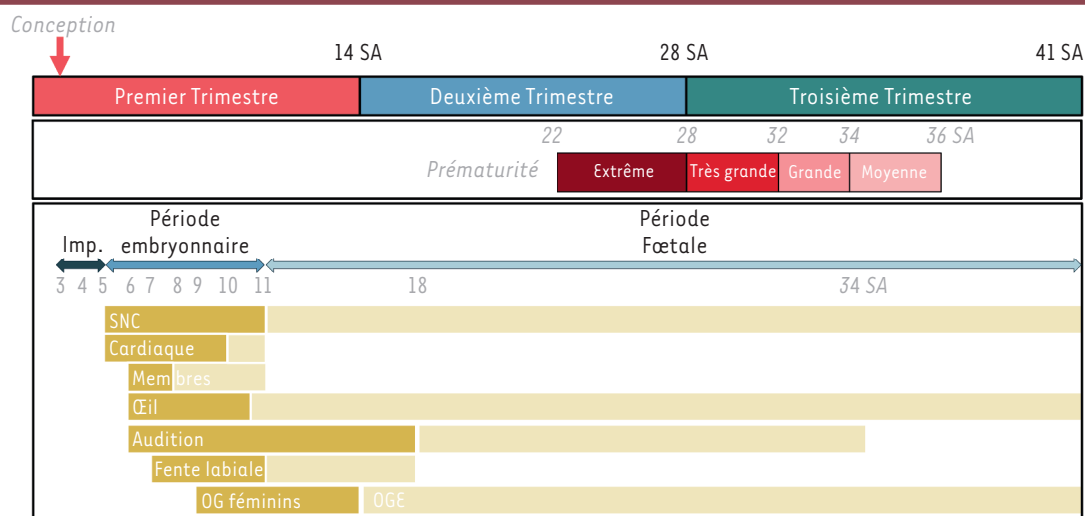 Conception
14 SA 28 SA 41 SA
Premier Trimestre Deuxième Trimestre Troisième Trimestre
22 28 32 34 36 SA
Prématurité Extrême Très grande Grande Moyenne
Période Période
Imp. embryonnaire Fœtale
3 4 5 6 7 8 9 10 11 18 34 SA
SNC
Cardiaque
Membres
Œil
Audition
Fente labiale
OG féminins OGE